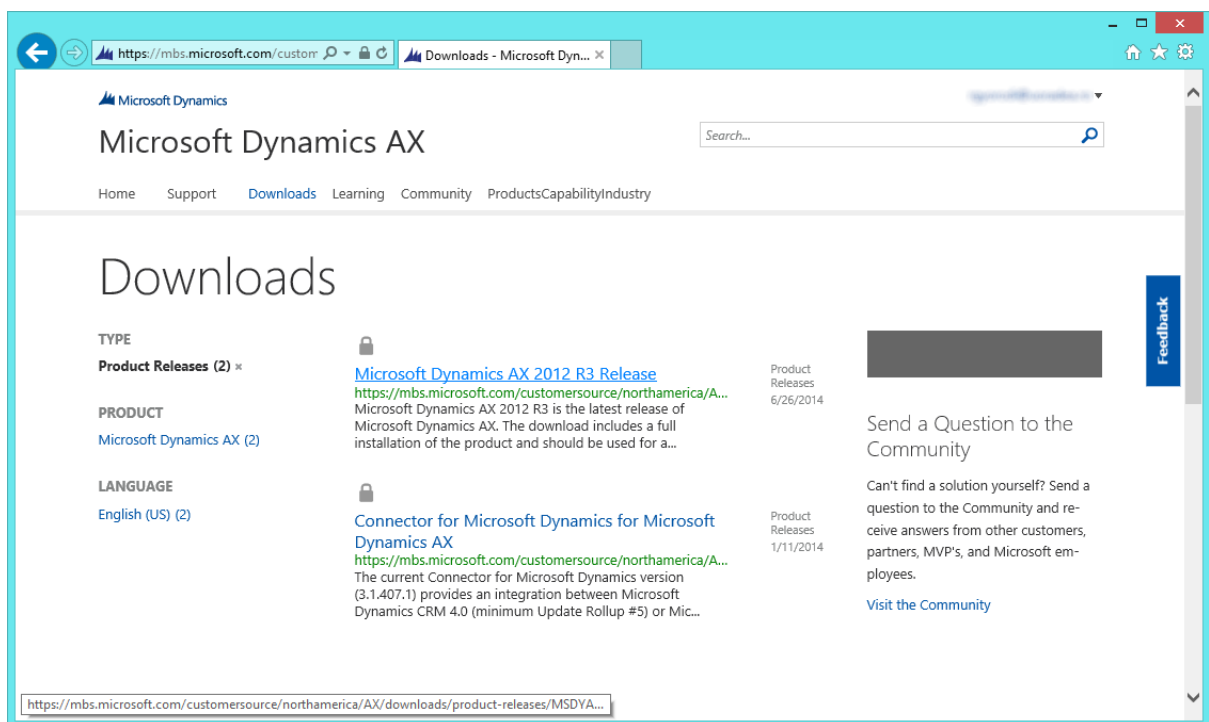 https://mbs.microsoft.com/custom
Downloads - Microsoft Dyn...
Microsoft Dynamics
Microsoft Dynamics AX
Search...
Home Support Downloads Learning Community ProductsCapabilityIndustry
Downloads
TYPE
Product Releases (2) ×
PRODUCT
Microsoft Dynamics AX (2)
LANGUAGE
English (US) (2)
Microsoft Dynamics AX 2012 R3 Release
https://mbs.microsoft.com/customersource/northamerica/A...
Microsoft Dynamics AX 2012 R3 is the latest release of
Microsoft Dynamics AX. The download includes a full
installation of the product and should be used for a...
Product
Releases
6/26/2014
Connector for Microsoft Dynamics for Microsoft
Dynamics AX
https://mbs.microsoft.com/customersource/northamerica/A...
The current Connector for Microsoft Dynamics version
(3.1.407.1) provides an integration between Microsoft
Dynamics CRM 4.0 (minimum Update Rollup #5) or Mic...
Product
Releases
1/11/2014
Send a Question to the
Community
Can't find a solution yourself? Send a
question to the Community and re-
ceive answers from other customers,
partners, MVP's, and Microsoft em-
ployees.
Visit the Community
Feedback
https://mbs.microsoft.com/customersource/northamerica/AX/downloads/product-releases/MSDYA...